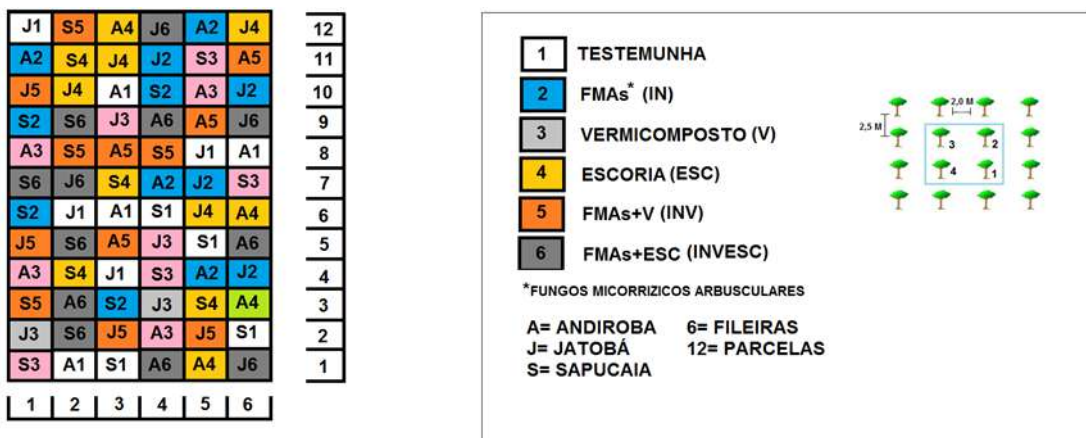 J1 S5 A4 J6 A2 J4 12
A2 S4 J4 J2 S3 A5 11
J5 J4 A1 S2 A3 J2 10
S2 S6 J3 A6 A5 J6 9
A3 S5 A5 S5 J1 A1 8
S6 J6 S4 A2 J2 S3 7
S2 J1 A1 S1 J4 A4 6
J5 S6 A5 J3 S1 A6 5
A3 S4 J1 S3 A2 J2 4
S5 A6 S2 J3 S4 A4 3
J3 S6 J5 A3 J5 S1 2
S3 A1 S1 A6 A4 J6 1
1 2 3 4 5 6
1 TESTEMUNHA
2 FMAs* (IN)
3 VERMICOMPOSTO (V)
4 ESCORIA (ESC)
5 FMAs+V (INV)
6 FMAs+ESC (INVESC)
*FUNGOS MICORRIZICOS ARBUSCULARES
A= ANDIROBA 6= FILEIRAS
J= JATOBÁ 12= PARCELAS
S= SAPUCAIA
2,0 M
2,5 M
3 2
4 1